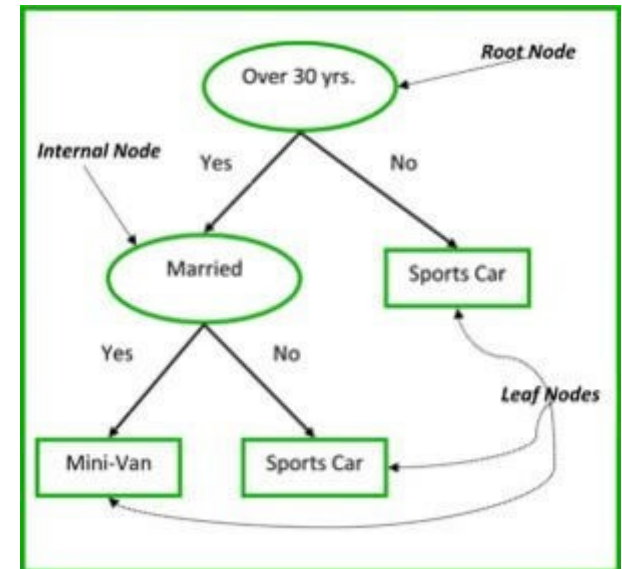 Root Node
Over 30 yrs.
Internal Node
Yes
No
Married
Sports Car
Yes
No
Leaf Nodes
Mini-Van
Sports Car